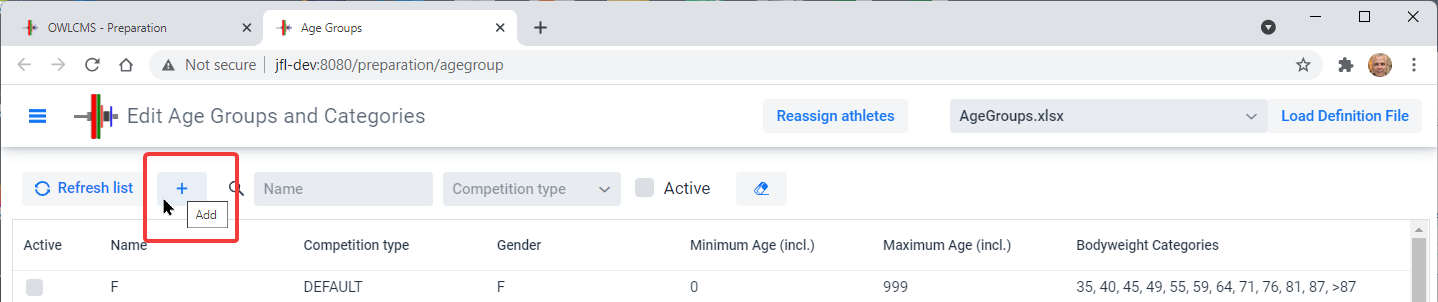 OWLCMS - Preparation
Age Groups
Not secure | jfl-dev:8080/preparation/agegroup
Edit Age Groups and Categories
Reassign athletes
AgeGroups.xlsx
Load Definition File
Refresh list
+
Name
Competition type
Active
Add
Active Name Competition type Gender Minimum Age (incl.) Maximum Age (incl.) Bodyweight Categories
F DEFAULT F 0 999 35, 40, 45, 49, 55, 59, 64, 71, 76, 81, 87, >87